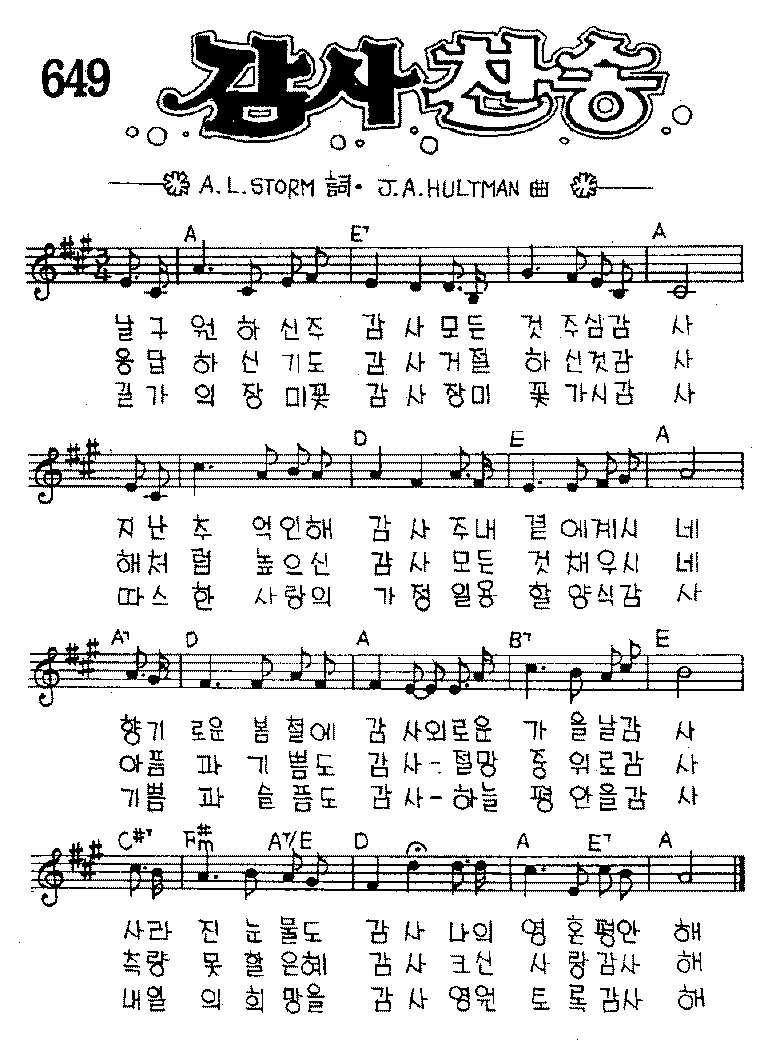 649
감사찬송
A.L.STORM 詞· J.A.HULTMAN 曲
A E7 A
날 구 원 하 신 주 감 사 모든 것 주심감 사
응 답 하 신 기 도 감 사 거절 하 신것감 사
길 가 의 장 미 꽃 감 사 장미 꽃 가시감 사
D E A
지 난 추 억인해 감 사 주내 곁 에계시 네
해처 럼 높으신 감 사 모든 것 채우시 네
따스 한 사랑의 가 정 일용 할 양식감 사
A7 D A B7 E
향기 로운 봄 철에 감 사외로운 가 을날감 사
아픔 과 기 쁨도 감 사- 절망 중 위로감 사
기쁨 과 슬 픔도 감 사-하늘 평 안을감 사
C#7 F#m A7/E D A E7 A
사라 진 눈 물도 감 사 나의 영 혼평안 해
측량 못 할은혜 감 사 크신 사 랑감사 해
내일 의 희 망을 감 사 영원 토 록감사 해